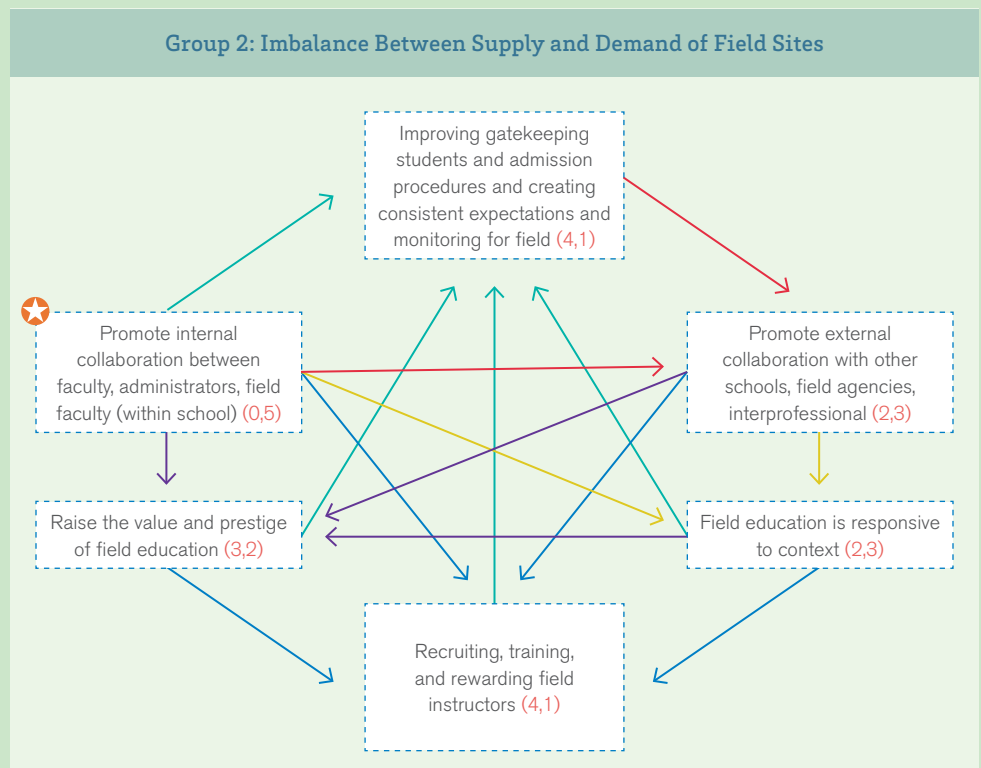 Group 2: Imbalance Between Supply and Demand of Field Sites
Improving gatekeeping
students and admission
procedures and creating
consistent expectations and
monitoring for field (4,1)
Promote internal
collaboration between
faculty, administrators, field
faculty (within school) (0,5)
Promote external
collaboration with other
schools, field agencies,
interprofessional (2,3)
Raise the value and prestige
of field education (3,2)
Field education is responsive
to context (2,3)
Recruiting, training,
and rewarding field
instructors (4,1)